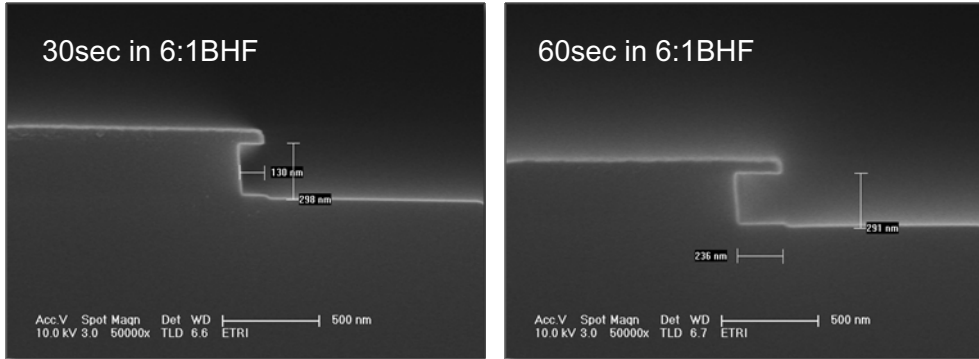 30sec in 6:1BHF
130 nm
298 nm
Acc.V Spot Magn Det WD
10.0 kV 3.0 50000x TLD 6.6 ETRI
500 nm
60sec in 6:1BHF
291 nm
236 nm
Acc.V Spot Magn Det WD
10.0 kV 3.0 50000x TLD 6.7 ETRI
500 nm